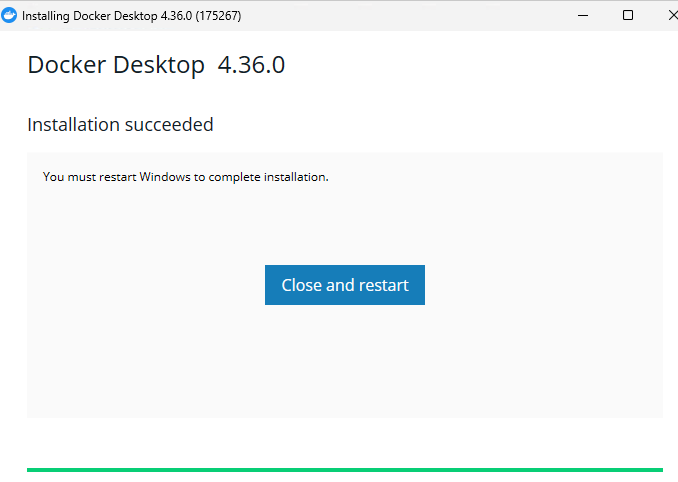 Installing Docker Desktop 4.36.0 (175267)
Docker Desktop 4.36.0
Installation succeeded
You must restart Windows to complete installation.
Close and restart